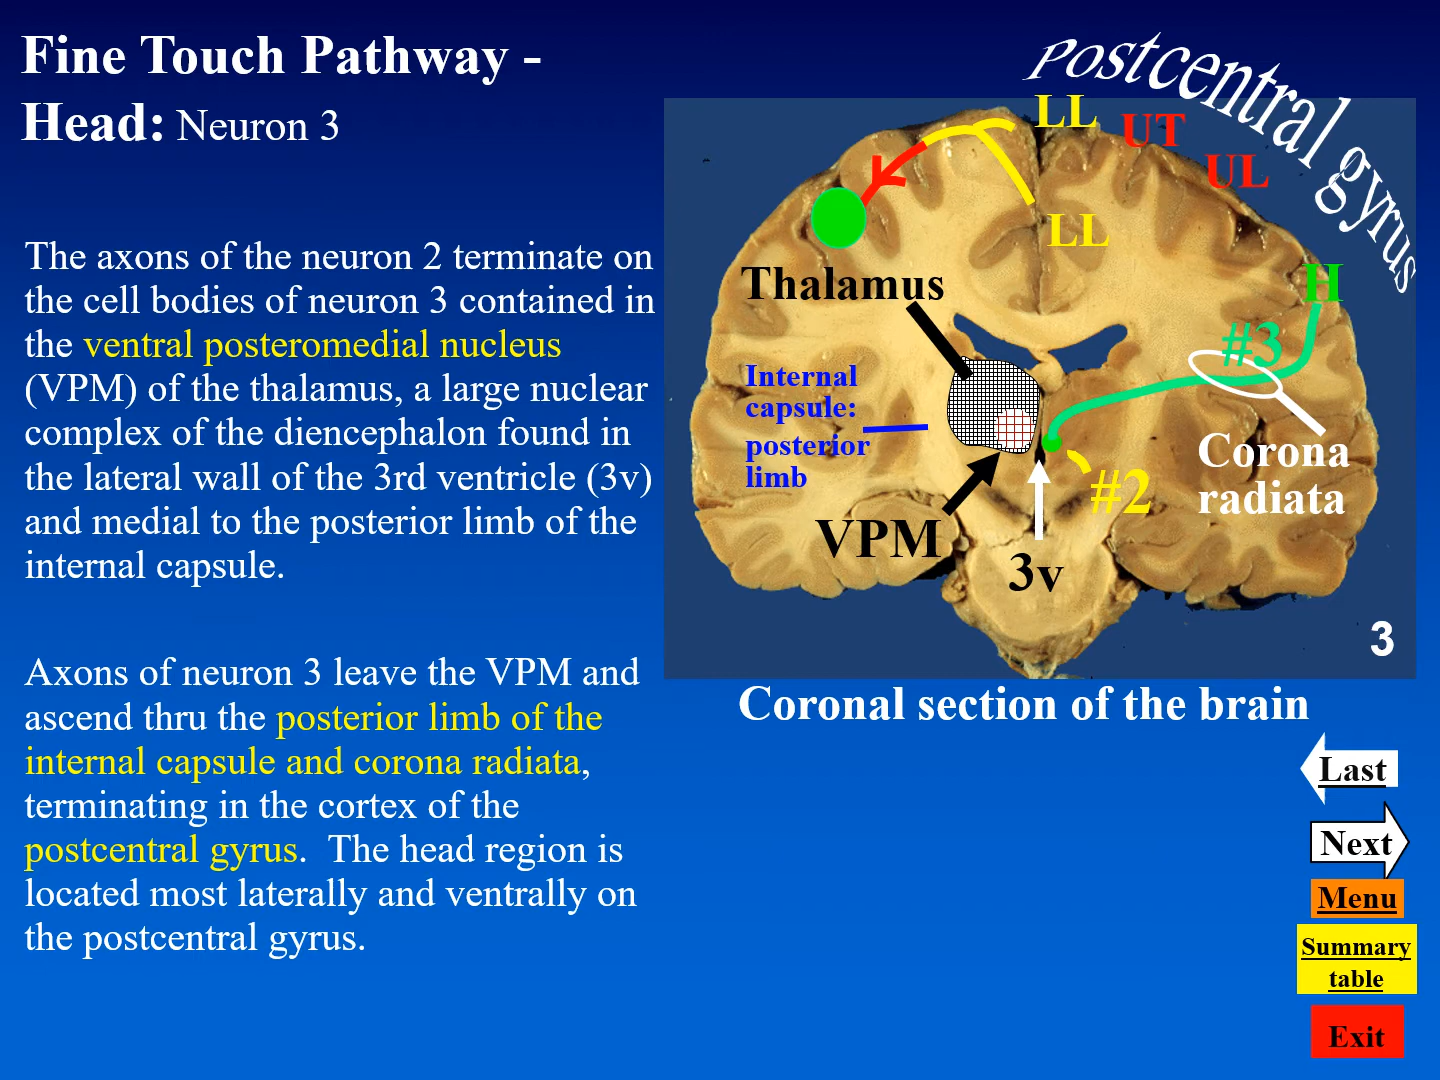 Fine Touch Pathway -
Head: Neuron 3
The axons of the neuron 2 terminate on
the cell bodies of neuron 3 contained in
the ventral posteromedial nucleus
(VPM) of the thalamus, a large nuclear
complex of the diencephalon found in
the lateral wall of the 3rd ventricle (3v)
and medial to the posterior limb of the
internal capsule.
Axons of neuron 3 leave the VPM and
ascend thru the posterior limb of the
internal capsule and corona radiata,
terminating in the cortex of the
postcentral gyrus.  The head region is
located most laterally and ventrally on
the postcentral gyrus.
Postcentral gyrus
LL
UT
UL
LL
H
Thalamus
#3
Internal
capsule:
posterior
limb
Corona
radiata
#2
VPM
3v
3
Coronal section of the brain
Last
Next
Menu
Summary
table
Exit